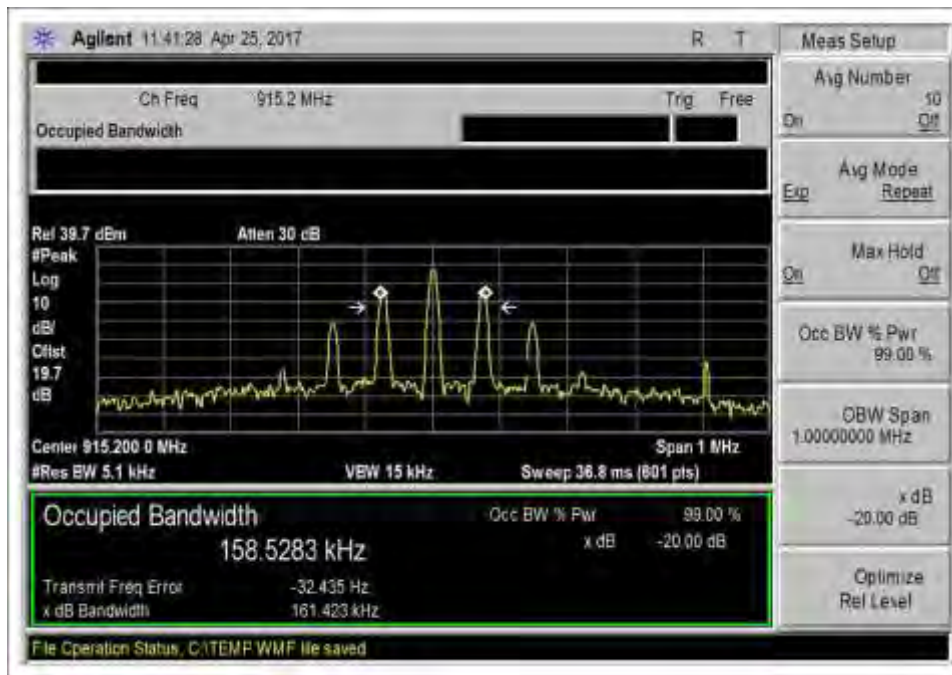 Agilent 11:41:28 Apr 25, 2017
R T
Ch Freq 915.2 MHz
Trig Free
Occupied Bandwidth
Ref 39.7 dBm
Atten 30 dB
#Peak
Log
10
dB/
Offst
19.7
dB
Center 915.200 0 MHz
Span 1 MHz
#Res BW 5.1 kHz
VBW 15 kHz
Sweep 36.8 ms (601 pts)
Occupied Bandwidth
158.5283 kHz
Occ BW % Pwr 99.00 %
x dB -20.00 dB
Transmit Freq Error -32.435 Hz
x dB Bandwidth 161.423 kHz
File Operation Status, C:\TEMP.WMF file saved
Meas Setup
Avg Number
10
On Off
Avg Mode
Exp Repeat
Max Hold
On Off
Occ BW % Pwr
99.00 %
OBW Span
1.00000000 MHz
x dB
-20.00 dB
Optimize
Ref Level